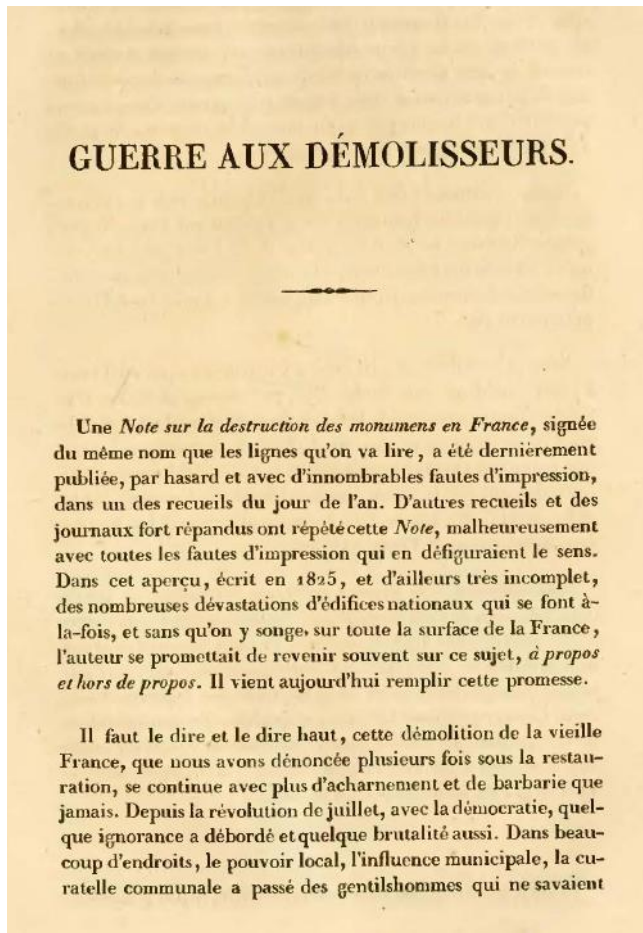 GUERRE AUX DÉMOLISSEURS.
Une Note sur la destruction des monumens en France, signée
du même nom que les lignes qu'on va lire, a été dernièrement
publiée, par hasard et avec d'innombrables fautes d'impression,
dans un des recueils du jour de l'an. D'autres recueils et des
journaux fort répandus ont répété cette Note, malheureusement
avec toutes les fautes d'impression qui en défiguraient le sens.
Dans cet aperçu, écrit en 1825, et d'ailleurs très incomplet,
des nombreuses dévastations d'édifices nationaux qui se font à-
la-fois, et sans qu'on y songe, sur toute la surface de la France,
l'auteur se promettait de revenir souvent sur ce sujet, à propos
et hors de propos. Il vient aujourd'hui remplir cette promesse.
Il faut le dire et le dire haut, cette démolition de la vieille
France, que nous avons dénoncée plusieurs fois sous la restau-
ration, se continue avec plus d'acharnement et de barbarie que
jamais. Depuis la révolution de juillet, avec la démocratie, quel-
que ignorance a débordé et quelque brutalité aussi. Dans beau-
coup d'endroits, le pouvoir local, l'influence municipale, la cu-
ratelle communale a passé des gentilshommes qui ne savaient